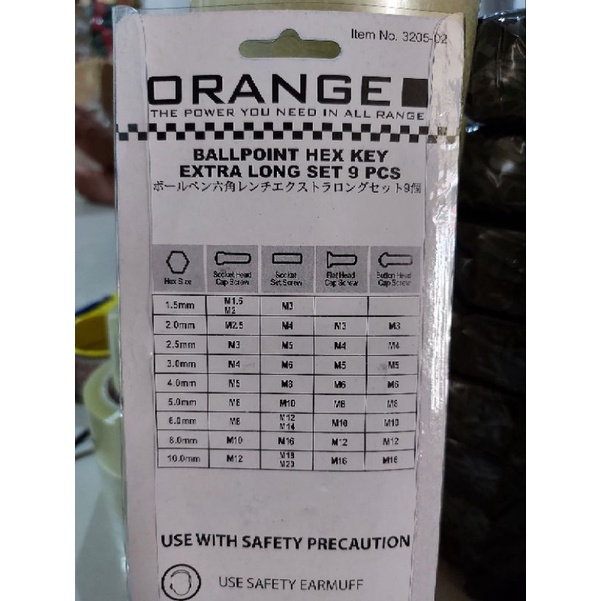 Item No. 3205-02
ORANGE
THE POWER YOU NEED IN ALL RANGE
BALLPOINT HEX KEY
EXTRA LONG SET 9 PCS
ボールペン六角レンチエクストラロングセット9個
Hex Size Socket Head Cap Screw Socket Set Screw Flat Head Cap Screw Button Head Cap Screw
1.5mm M1.6 M2 M3
2.0mm M2.5 M4 M3 M3
2.5mm M3 M5 M4 M4
3.0mm M4 M6 M5 M5
4.0mm M5 M8 M6 M6
5.0mm M6 M10 M8 M8
6.0mm M8 M12 M14 M10 M10
8.0mm M10 M16 M12 M12
10.0mm M12 M18 M20 M16 M16
USE WITH SAFETY PRECAUTION
USE SAFETY EARMUFF